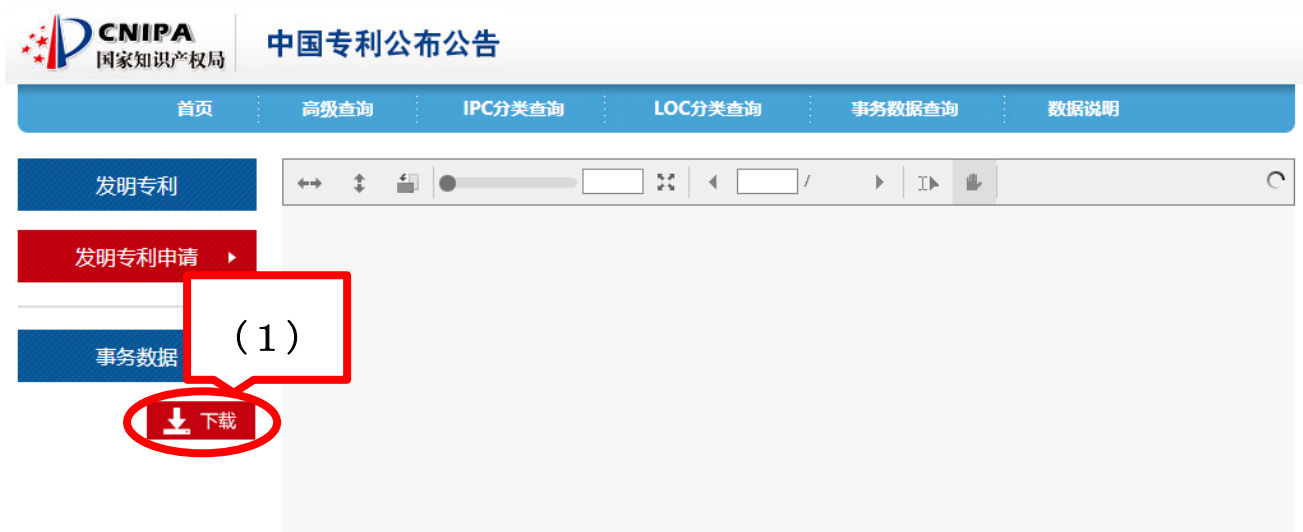 CNIPA
国家知识产权局
中国专利公布公告
首页 高级查询 IPC分类查询 LOC分类查询 事务数据查询 数据说明
发明专利
/
发明专利申请
(1)
事务数据
下载